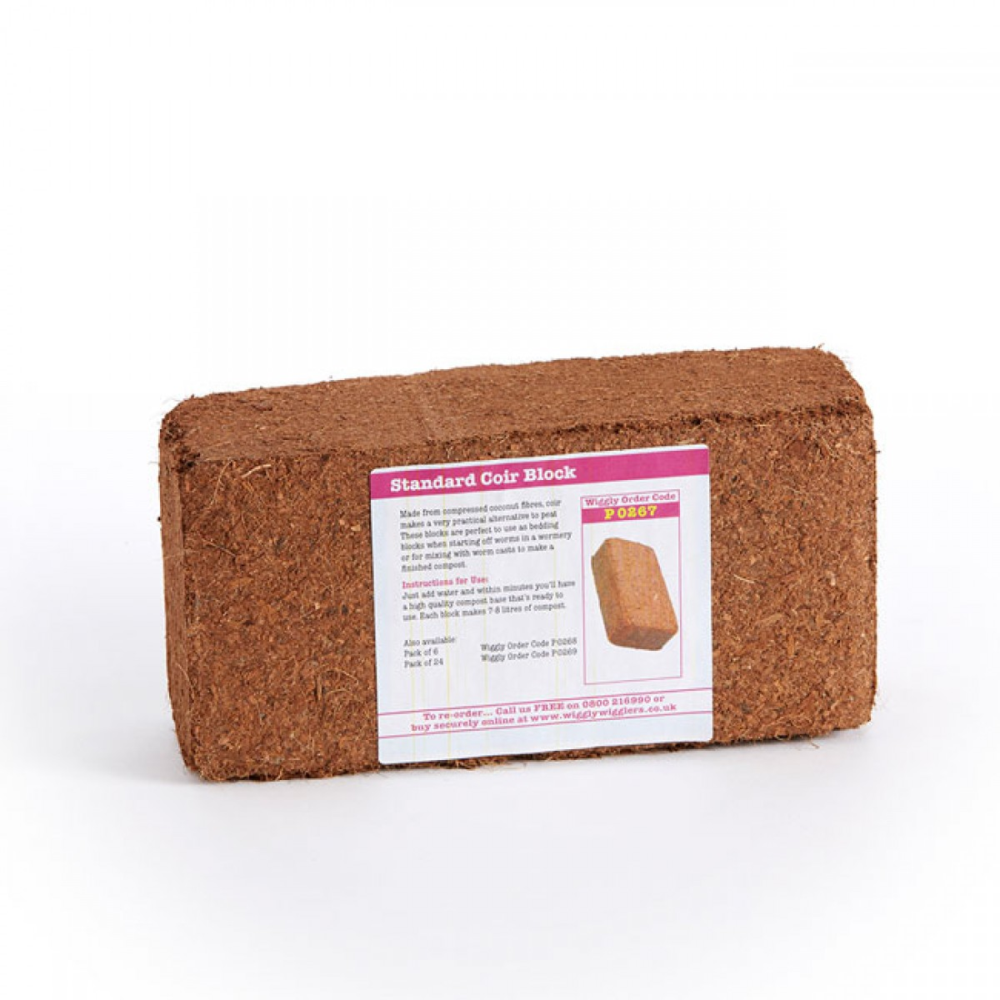 Standard Coir Block
Made from compressed coconut fibres, coir
makes a very practical alternative to peat
These blocks are perfect to use as bedding
blocks when starting off worms in a wormery
or for mixing with worm casts to make a
finished compost.
Instructions for Use:
Just add water and within minutes you'll have
a high quality compost base that's ready to
use. Each block makes 7-8 litres of compost.
Also available:
Pack of 6 Wiggly Order Code P0268
Pack of 24 Wiggly Order Code P0269
Wiggly Order Code
P0267
To re-order... Call us FREE on 0800 216990 or
buy securely online at www.wigglywigglers.co.uk